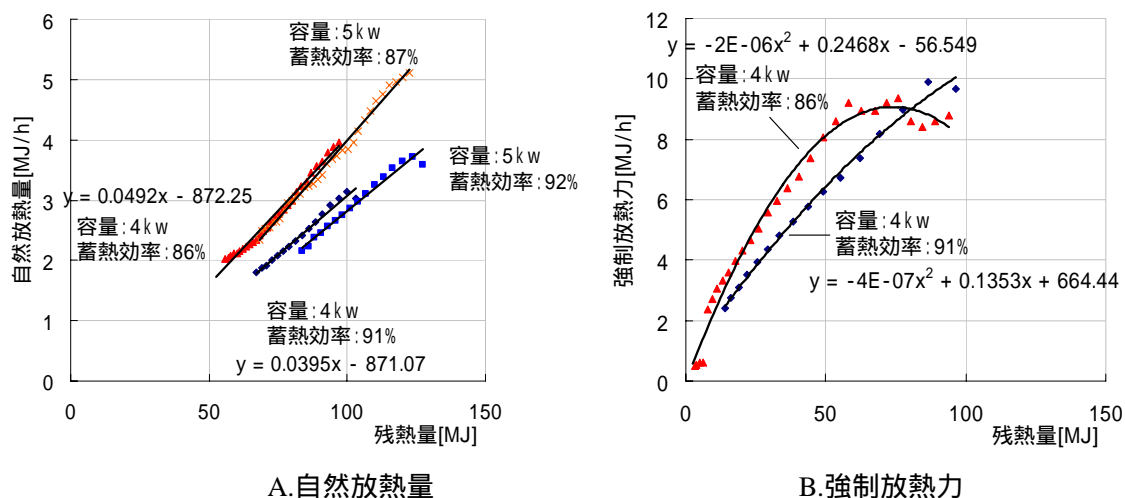 6
5
4
3
2
1
0
自然放熱量[MJ/h]
容量:5kw
蓄熱効率:87%
容量:5kw
蓄熱効率:92%
y = 0.0492x - 872.25
容量:4kw
蓄熱効率:86%
容量:4kw
蓄熱効率:91%
y = 0.0395x - 871.07
0
50
100
150
残熱量[MJ]
A.自然放熱量
12
10
8
6
4
2
0
強制放熱力[MJ/h]
y = -2E-06x² + 0.2468x - 56.549
容量:4kw
蓄熱効率:86%
容量:4kw
蓄熱効率:91%
y = -4E-07x² + 0.1353x + 664.44
0
50
100
150
残熱量[MJ]
B.強制放熱力